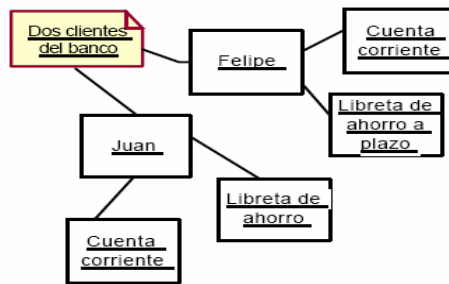 Dos clientes
del banco
Felipe
Cuenta
corriente
Libreta de
ahorro a
plazo
Juan
Libreta de
ahorro
Cuenta
corriente